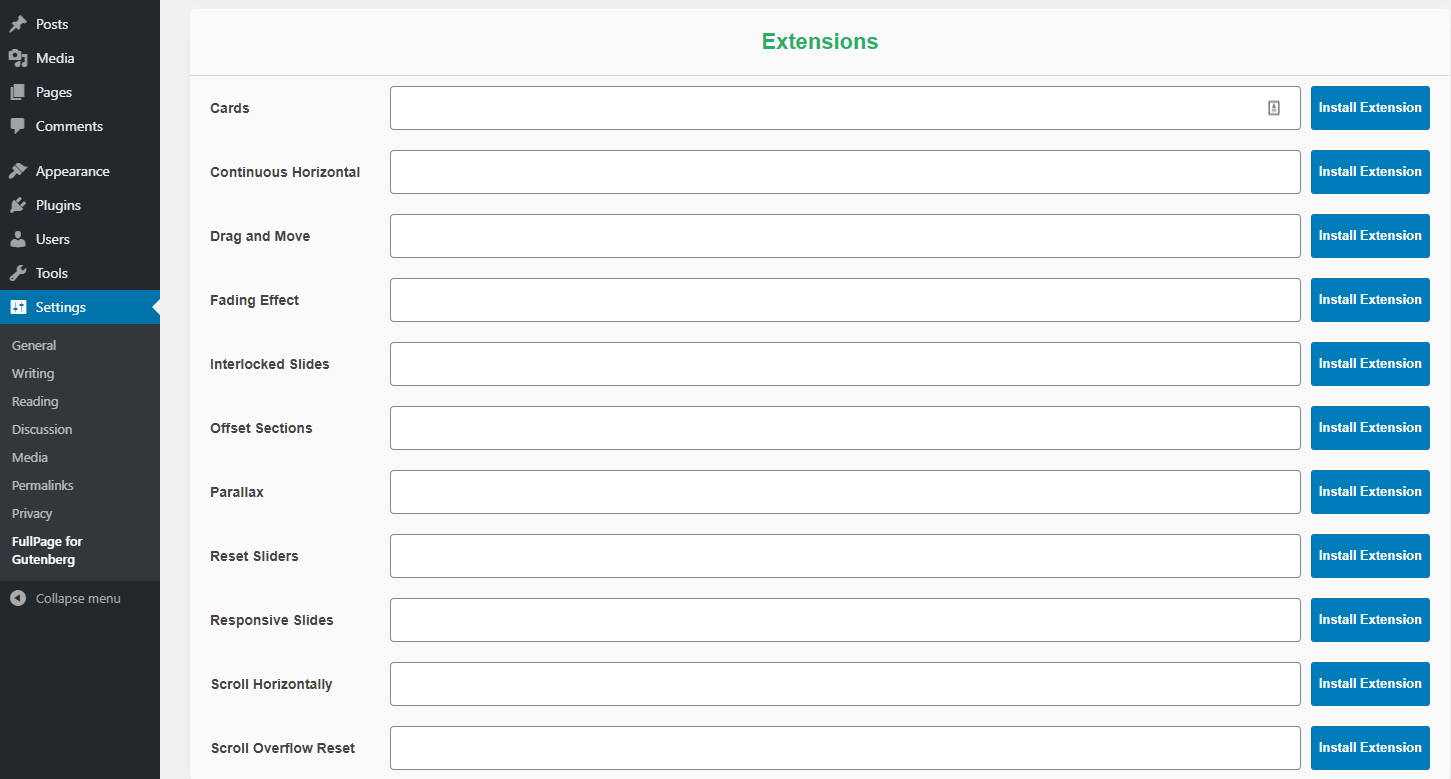 Posts
Media
Pages
Comments
Appearance
Plugins
Users
Tools
Settings
General
Writing
Reading
Discussion
Media
Permalinks
Privacy
FullPage for
Gutenberg
Collapse menu
Extensions
Cards
Install Extension
Continuous Horizontal
Install Extension
Drag and Move
Install Extension
Fading Effect
Install Extension
Interlocked Slides
Install Extension
Offset Sections
Install Extension
Parallax
Install Extension
Reset Sliders
Install Extension
Responsive Slides
Install Extension
Scroll Horizontally
Install Extension
Scroll Overflow Reset
Install Extension